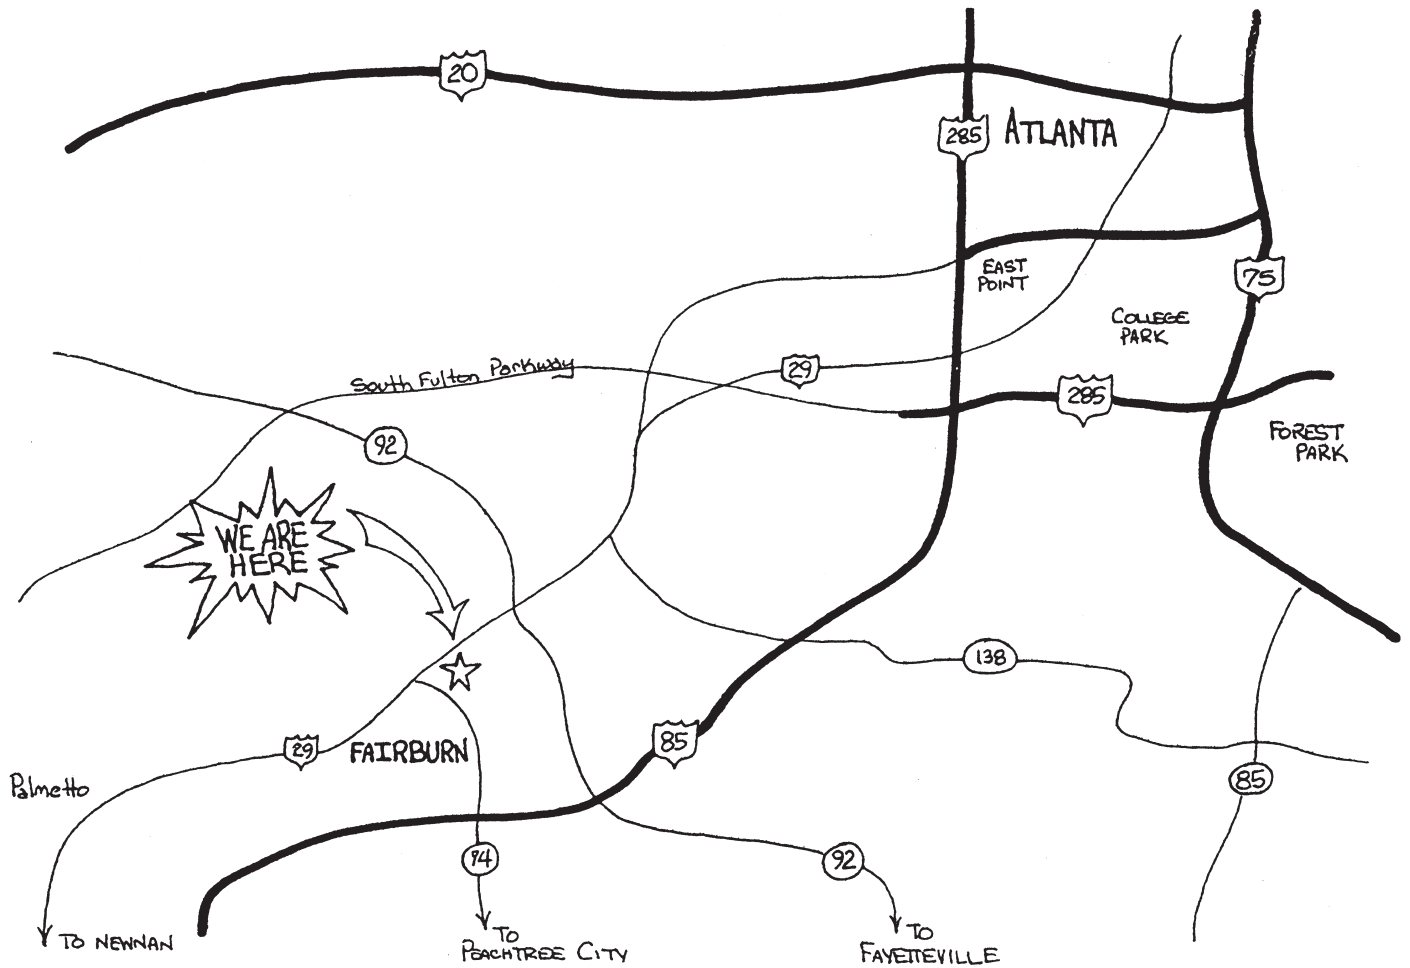 20
285
ATLANTA
EAST
POINT
75
COLLEGE
PARK
South Fulton Parkway
29
285
92
FOREST
PARK
WE ARE
HERE
138
85
29
FAIRBURN
Palmetto
85
74
92
TO NEWNAN
TO
PEACHTREE CITY
TO
FAYETTEVILLE